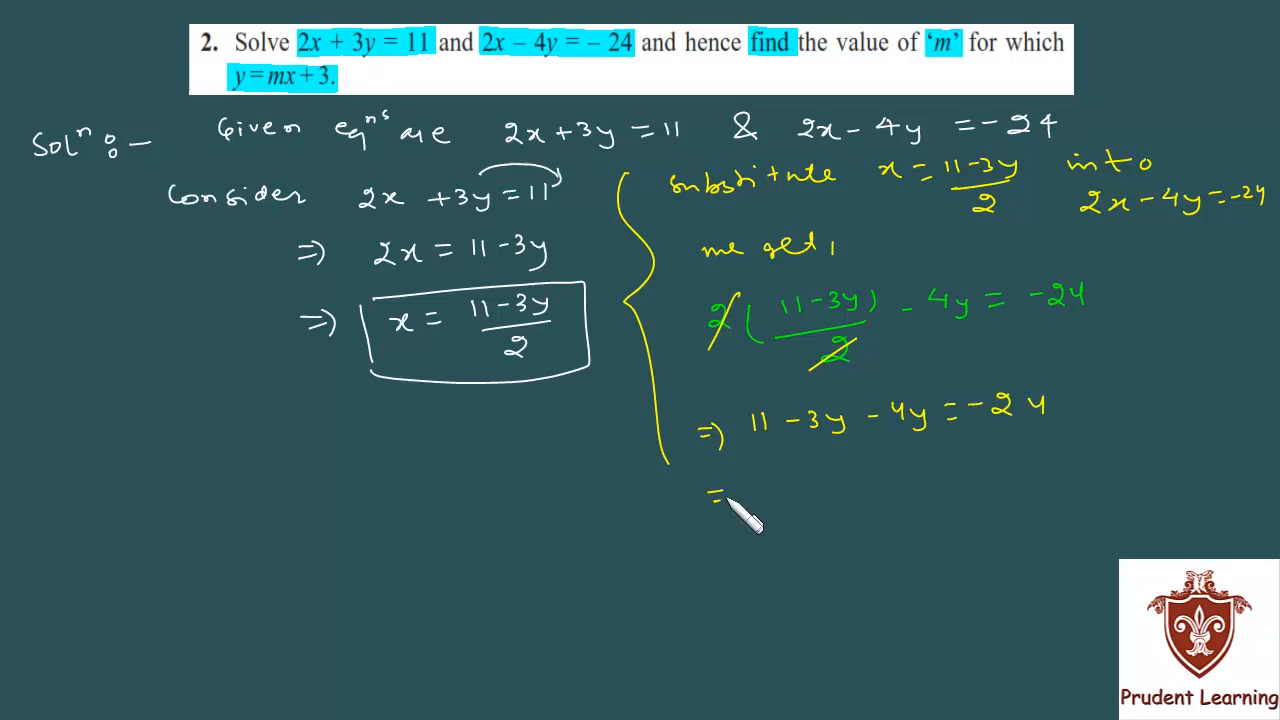 2. Solve 2x + 3y = 11 and 2x – 4y = – 24 and hence find the value of ‘m’ for which
y = mx + 3.
Solⁿ :– Given eqⁿˢ are 2x + 3y = 11 & 2x – 4y = – 24
Consider 2x + 3y = 11
⇒ 2x = 11 – 3y
⇒ x = (11 – 3y)/2
substitute x = (11 – 3y)/2 into
2x – 4y = –24
we get,
2 (11 – 3y)/2 – 4y = –24
⇒ 11 – 3y – 4y = –24
=
Prudent Learning